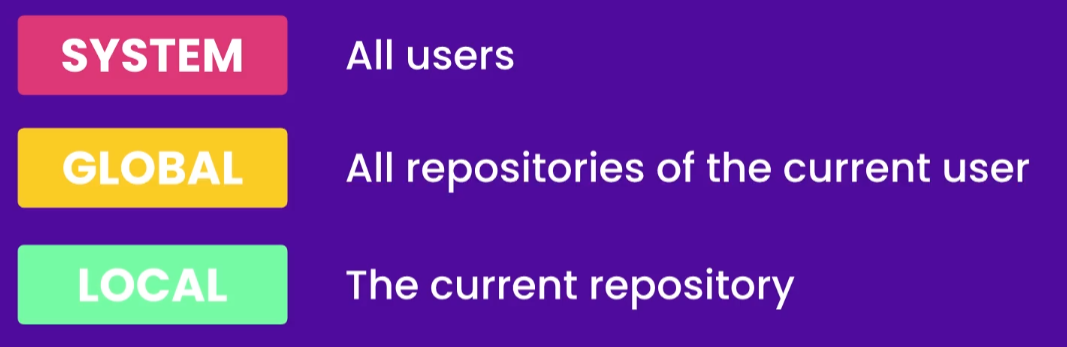 SYSTEM All users
GLOBAL All repositories of the current user
LOCAL The current repository